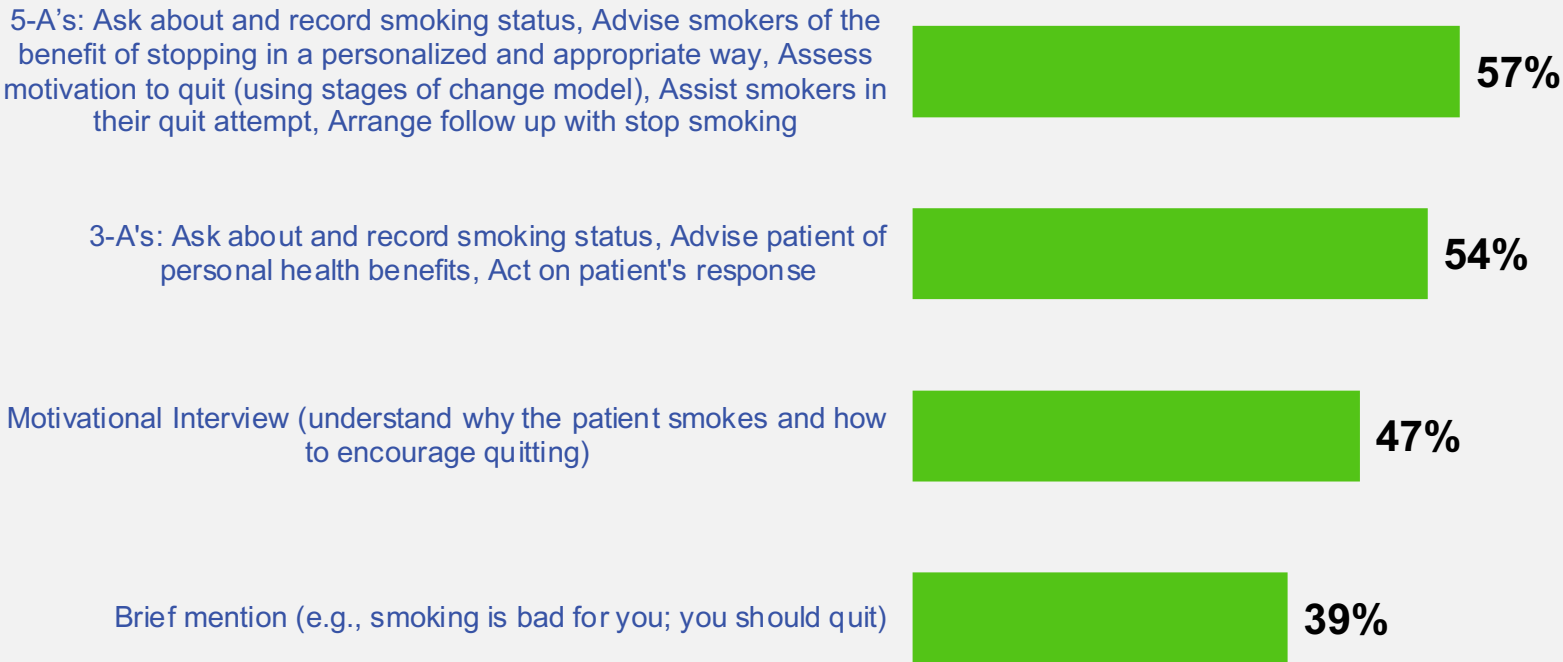 5-A’s: Ask about and record smoking status, Advise smokers of the
benefit of stopping in a personalized and appropriate way, Assess
motivation to quit (using stages of change model), Assist smokers in
their quit attempt, Arrange follow up with stop smoking
57%
3-A's: Ask about and record smoking status, Advise patient of
personal health benefits, Act on patient's response
54%
Motivational Interview (understand why the patient smokes and how
to encourage quitting)
47%
Brief mention (e.g., smoking is bad for you; you should quit)
39%